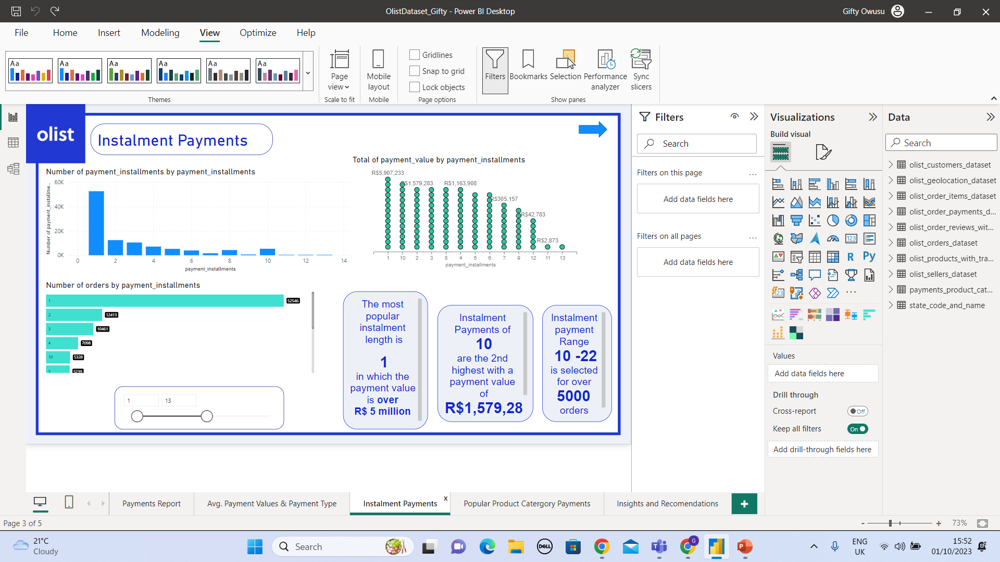 OlistDataset_Gifty - Power BI Desktop
Gifty Owusu
File
Home
Insert
Modeling
View
Optimize
Help
Aa
Aa
Aa
Aa
Aa
Aa
Themes
Page
view
Scale to fit
Mobile
layout
Mobile
Gridlines
Snap to grid
Lock objects
Page options
Filters
Bookmarks
Selection
Performance
analyzer
Sync
slicers
Show panes
olist
Instalment Payments
Number of payment_installments by payment_installments
Number of payment_installme...
60K
40K
20K
0K
0
2
4
6
8
10
12
14
payment_installments
Total of payment_value by payment_installments
R$5,907,233
R$1,579,283
R$1,163,908
R$305,157
R$42,783
R$2,873
1
10
2
3
8
4
5
6
7
9
12
11
13
payment_installments
Number of orders by payment_installments
1
52546
2
12413
3
10461
4
7098
10
5328
5
5239
1
13
The most
popular
instalment
length is
1
in which the
payment value
is over
R$ 5 million
Instalment
Payments of
10
are the 2nd
highest with a
payment value
of
R$1,579,28
Instalment
payment
Range
10 -22
is selected
for over
5000
orders
Filters
Search
Filters on this page
...
Add data fields here
Filters on all pages
...
Add data fields here
Visualizations
Build visual
123
R
Py
123
...
Values
Add data fields here
Drill through
Cross-report
Off
Keep all filters
On
Add drill-through fields here
Data
Search
olist_customers_dataset
olist_geolocation_dataset
olist_order_items_dataset
olist_order_payments_d...
olist_order_reviews_wit...
olist_orders_dataset
olist_products_with_tra...
olist_sellers_dataset
payments_product_cat...
state_code_and_name
Payments Report
Avg. Payment Values & Payment Type
Instalment Payments
x
Popular Product Catergory Payments
Insights and Recomendations
+
Page 3 of 5
-
+
73%
21°C
Cloudy
Search
DELL
G
T
P
ENG
UK
15:52
01/10/2023